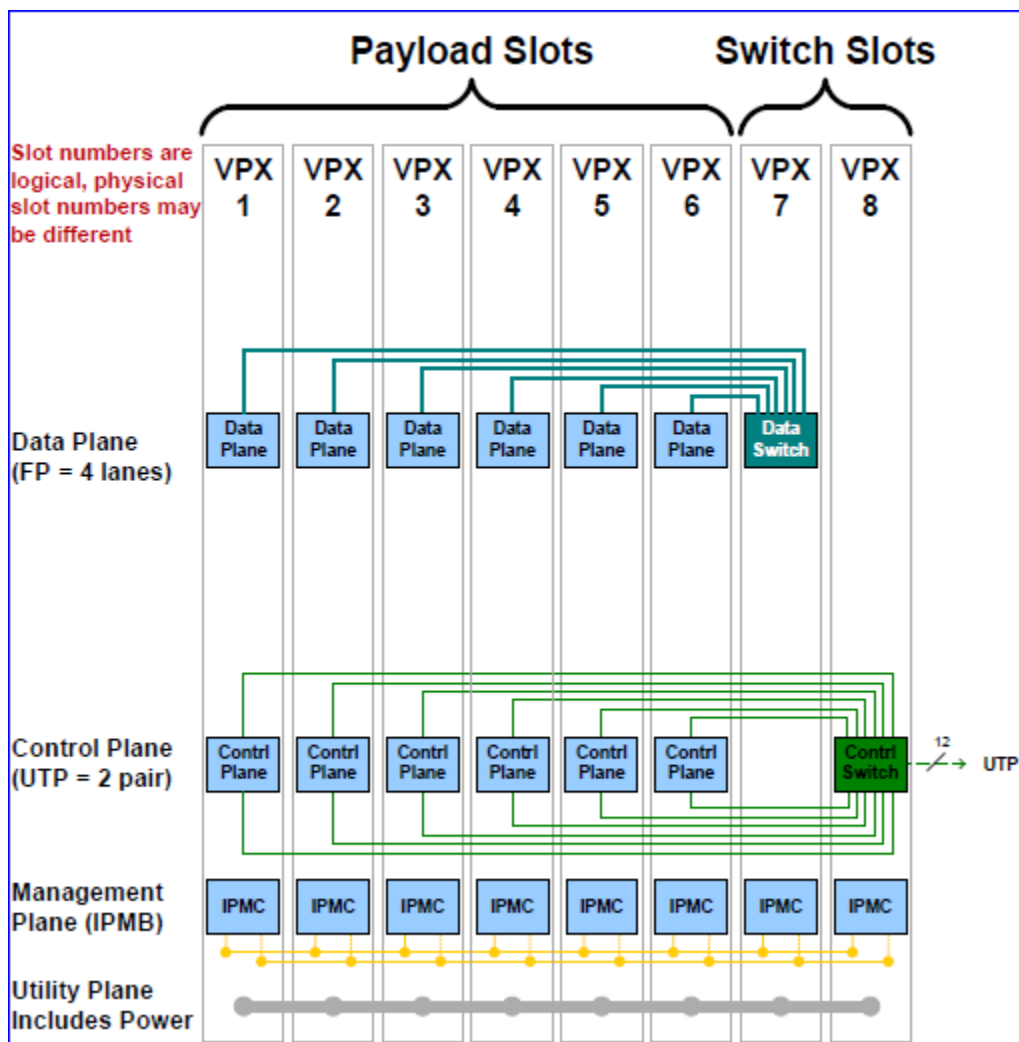 Payload Slots
Switch Slots
Slot numbers are
logical, physical
slot numbers may
be different
VPX
1
VPX
2
VPX
3
VPX
4
VPX
5
VPX
6
VPX
7
VPX
8
Data Plane
(FP = 4 lanes)
Data
Plane
Data
Plane
Data
Plane
Data
Plane
Data
Plane
Data
Plane
Data
Switch
Control Plane
(UTP = 2 pair)
Contrl
Plane
Contrl
Plane
Contrl
Plane
Contrl
Plane
Contrl
Plane
Contrl
Plane
Contrl
Switch
12
UTP
Management
Plane (IPMB)
IPMC
IPMC
IPMC
IPMC
IPMC
IPMC
IPMC
IPMC
Utility Plane
Includes Power